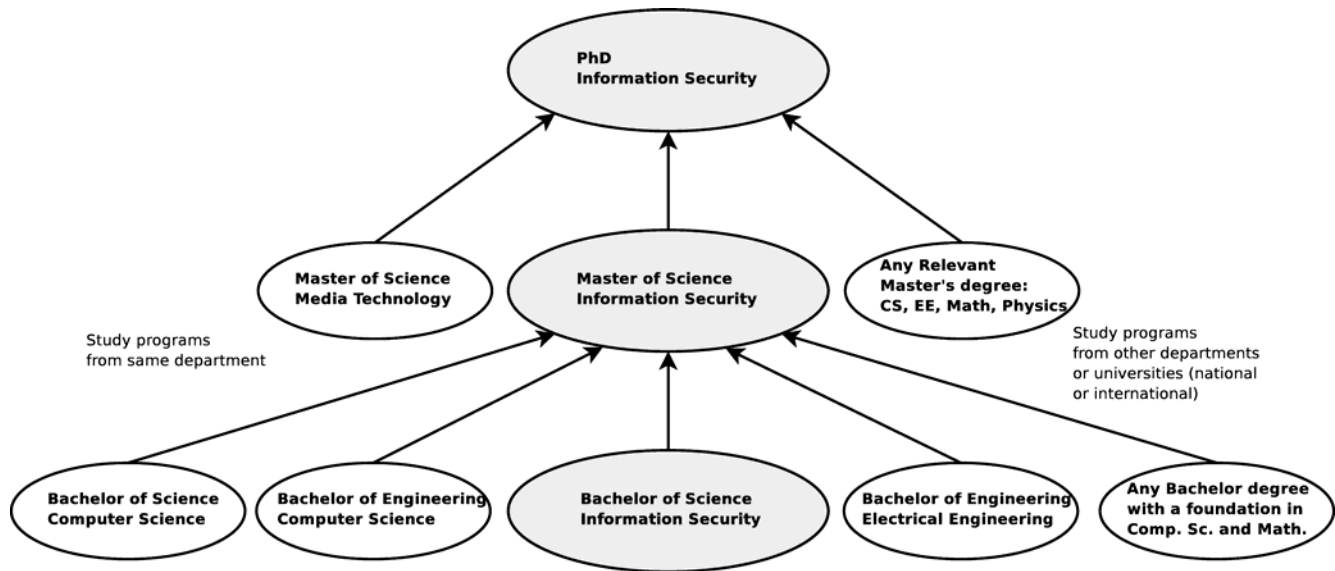 PhD
Information Security
Master of Science
Media Technology
Master of Science
Information Security
Any Relevant
Master's degree:
CS, EE, Math, Physics
Study programs
from same department
Study programs
from other departments
or universities (national
or international)
Bachelor of Science
Computer Science
Bachelor of Engineering
Computer Science
Bachelor of Science
Information Security
Bachelor of Engineering
Electrical Engineering
Any Bachelor degree
with a foundation in
Comp. Sc. and Math.